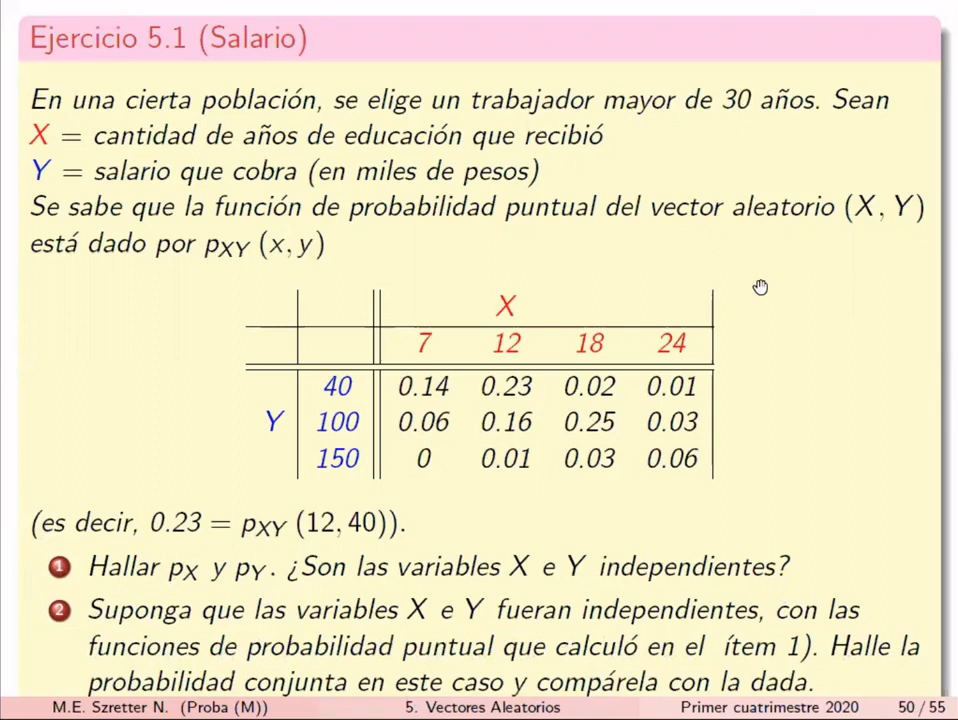 Ejercicio 5.1 (Salario)
En una cierta población, se elige un trabajador mayor de 30 años. Sean
X = cantidad de años de educación que recibió
Y = salario que cobra (en miles de pesos)
Se sabe que la función de probabilidad puntual del vector aleatorio (X, Y)
está dado por pXY (x, y)
X
7 12 18 24
40 0.14 0.23 0.02 0.01
Y 100 0.06 0.16 0.25 0.03
150 0 0.01 0.03 0.06
(es decir, 0.23 = pXY (12, 40)).
1 Hallar pX y pY. ¿Son las variables X e Y independientes?
2 Suponga que las variables X e Y fueran independientes, con las
funciones de probabilidad puntual que calculó en el ítem 1). Halle la
probabilidad conjunta en este caso y compárela con la dada.
M.E. Szretter N. (Proba (M)) 5. Vectores Aleatorios Primer cuatrimestre 2020 50 / 55